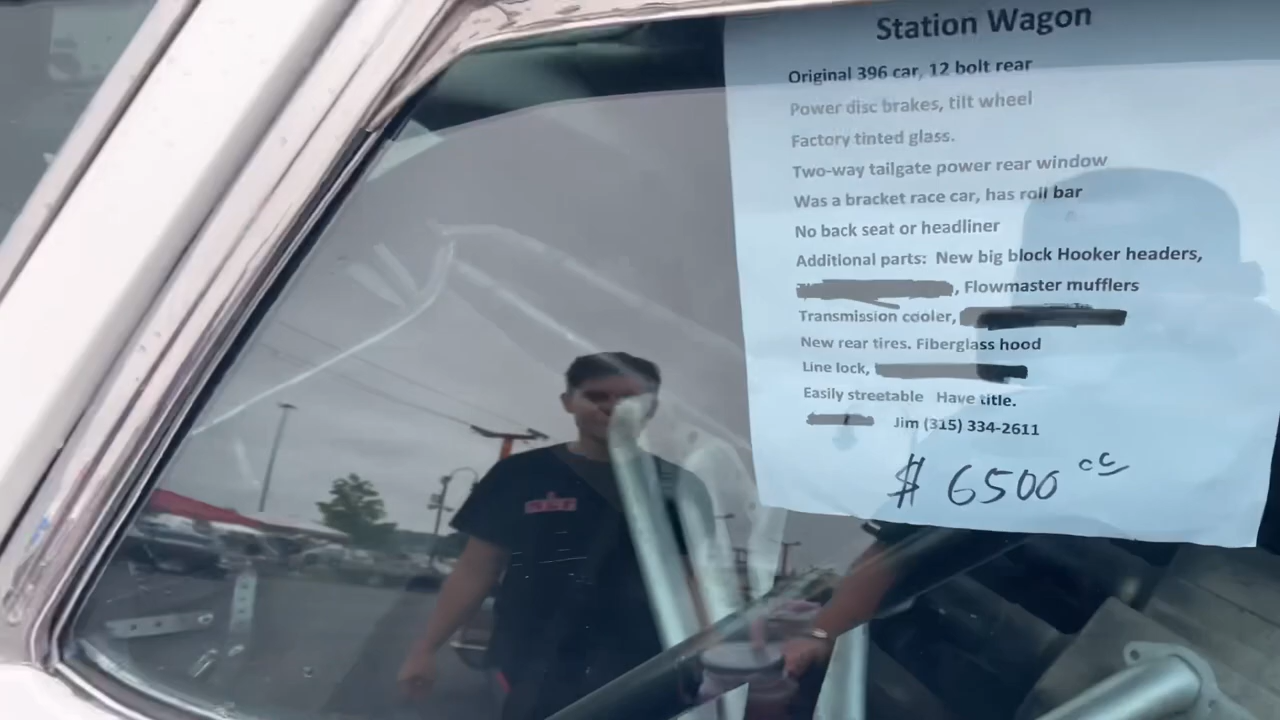 Station Wagon
Original 396 car, 12 bolt rear
Power disc brakes, tilt wheel
Factory tinted glass.
Two-way tailgate power rear window
Was a bracket race car, has roll bar
No back seat or headliner
Additional parts: New big block Hooker headers,
, Flowmaster mufflers
Transmission cooler,
New rear tires. Fiberglass hood
Line lock,
Easily streetable Have title.
Jim (315) 334-2611
$ 6500